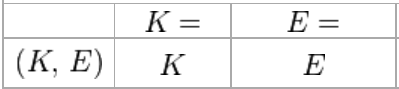 K = E =
(K, E) K E